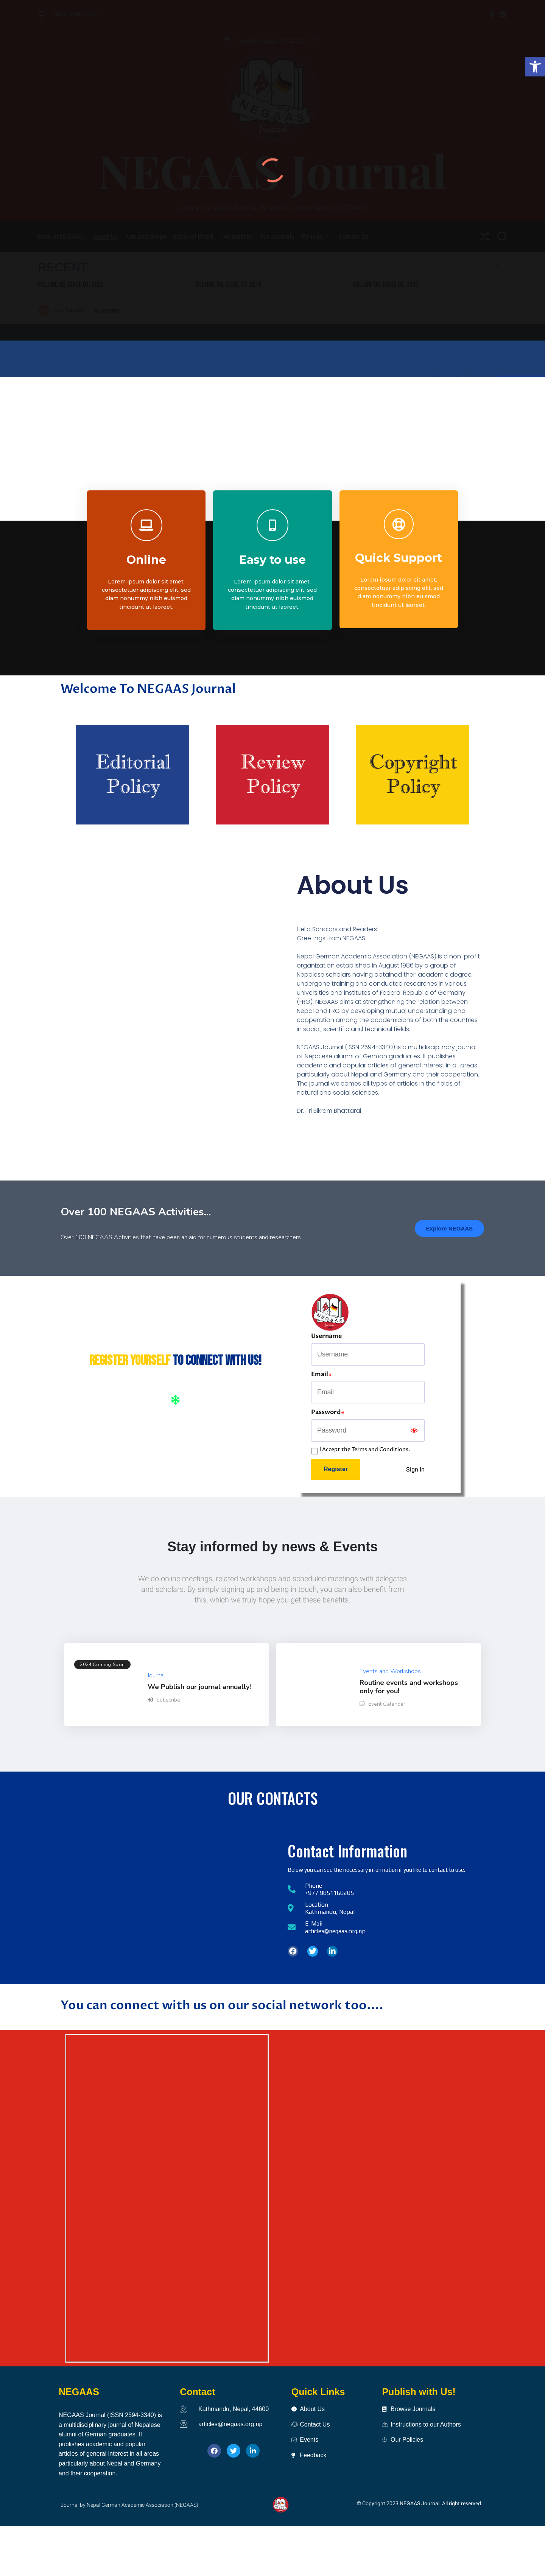 NEGAAS Journal
RECENT
Online
Lorem ipsum dolor sit amet,
consectetuer adipiscing elit, sed
diam nonummy nibh euismod
tincidunt ut laoreet.
Easy to use
Lorem ipsum dolor sit amet,
consectetuer adipiscing elit, sed
diam nonummy nibh euismod
tincidunt ut laoreet.
Quick Support
Lorem ipsum dolor sit amet,
consectetuer adipiscing elit, sed
diam nonummy nibh euismod
tincidunt ut laoreet.
Welcome To NEGAAS Journal
Editorial
Policy
Review
Policy
Copyright
Policy
About Us
Hello Scholars and Readers!
Greetings from NEGAAS,
Nepal German Academic Association (NEGAAS) is a non-profit
organization established in August 1986 by a group of
Nepalese scholars having obtained their academic degree,
undergone training and conducted researches in various
universities and institutes of Federal Republic of Germany
(FRG). NEGAAS aims at strengthening the relation between
Nepal and FRG by developing mutual understanding and
cooperation among the academicians of both the countries
in social, scientific and technical fields.
NEGAAS Journal (ISSN 2594-3340) is a multidisciplinary journal
of Nepalese alumni of German graduates. It publishes
academic and popular articles of general interest in all areas
particularly about Nepal and Germany and their cooperation.
The journal welcomes all types of articles in the fields of
natural and social sciences.
Dr. Tri Bikram Bhattarai
Over 100 NEGAAS Activities...
Over 100 NEGAAS Activities that have been an aid for numerous students and researchers.
Explore NEGAAS
REGISTER YOURSELF TO CONNECT WITH US!
NEGAAS
Username
Username
Email*
Email
Password*
Password
I Accept the Terms and Conditions.
Register
Sign In
Stay informed by news & Events
We do online meetings, related workshops and scheduled meetings with delegates
and scholars. By simply signing up and being in touch, you can also benefit from
this, which we truly hope you get these benefits.
2024 Coming Soon
Journal
We Publish our journal annually!
Subscribe
Events and Workshops
Routine events and workshops
only for you!
Event Calender
OUR CONTACTS
Contact Information
Below you can see the necessary information if you like to contact to use.
Phone
+977 9851160205
Location
Kathmandu, Nepal
E-Mail
articles@negaas.org.np
You can connect with us on our social network too....
NEGAAS
NEGAAS Journal (ISSN 2594-3340) is
a multidisciplinary journal of Nepalese
alumni of German graduates. It
publishes academic and popular
articles of general interest in all areas
particularly about Nepal and Germany
and their cooperation.
Contact
Kathmandu, Nepal, 44600
articles@negaas.org.np
Quick Links
About Us
Contact Us
Events
Feedback
Publish with Us!
Browse Journals
Instructions to our Authors
Our Policies
Journal by Nepal German Academic Association (NEGAAS)
© Copyright 2023 NEGAAS Journal. All right reserved.